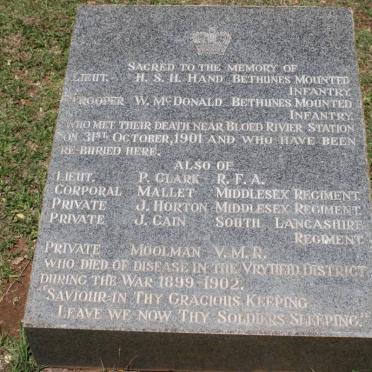 SACRED TO THE MEMORY OF
LIEUT. H. S. H. HAND BETHUNES MOUNTED
INFANTRY.
TROOPER W. MCDONALD BETHUNES MOUNTED
INFANTRY.
WHO MET THEIR DEATH NEAR BLOED RIVIER STATION
ON 31ST OCTOBER, 1901 AND WHO HAVE BEEN
RE-BURIED HERE.
ALSO OF
LIEUT. P. CLARK R. F. A.
CORPORAL MALLET MIDDLESEX REGIMENT.
PRIVATE J. HORTON MIDDLESEX REGIMENT.
PRIVATE J. CAIN SOUTH LANCASHIRE
REGIMENT.
PRIVATE MOOLMAN V. M. R.
WHO DIED OF DISEASE IN THE VRYHEID DISTRICT
DURING THE WAR 1899-1902.
"SAVIOUR IN THY GRACIOUS KEEPING
LEAVE WE NOW THY SOLDIERS SLEEPING."